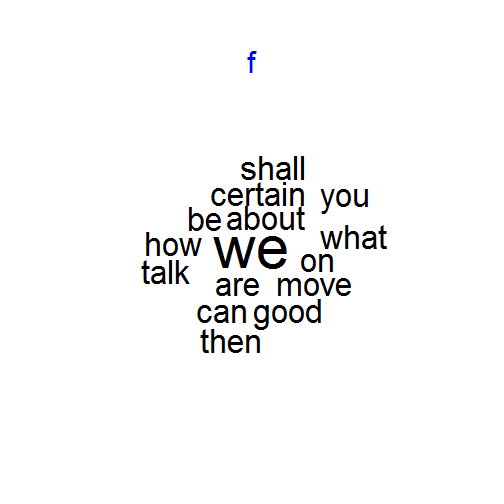 f
shall
certain you
be about
how we what
talk on
are move
can good
then